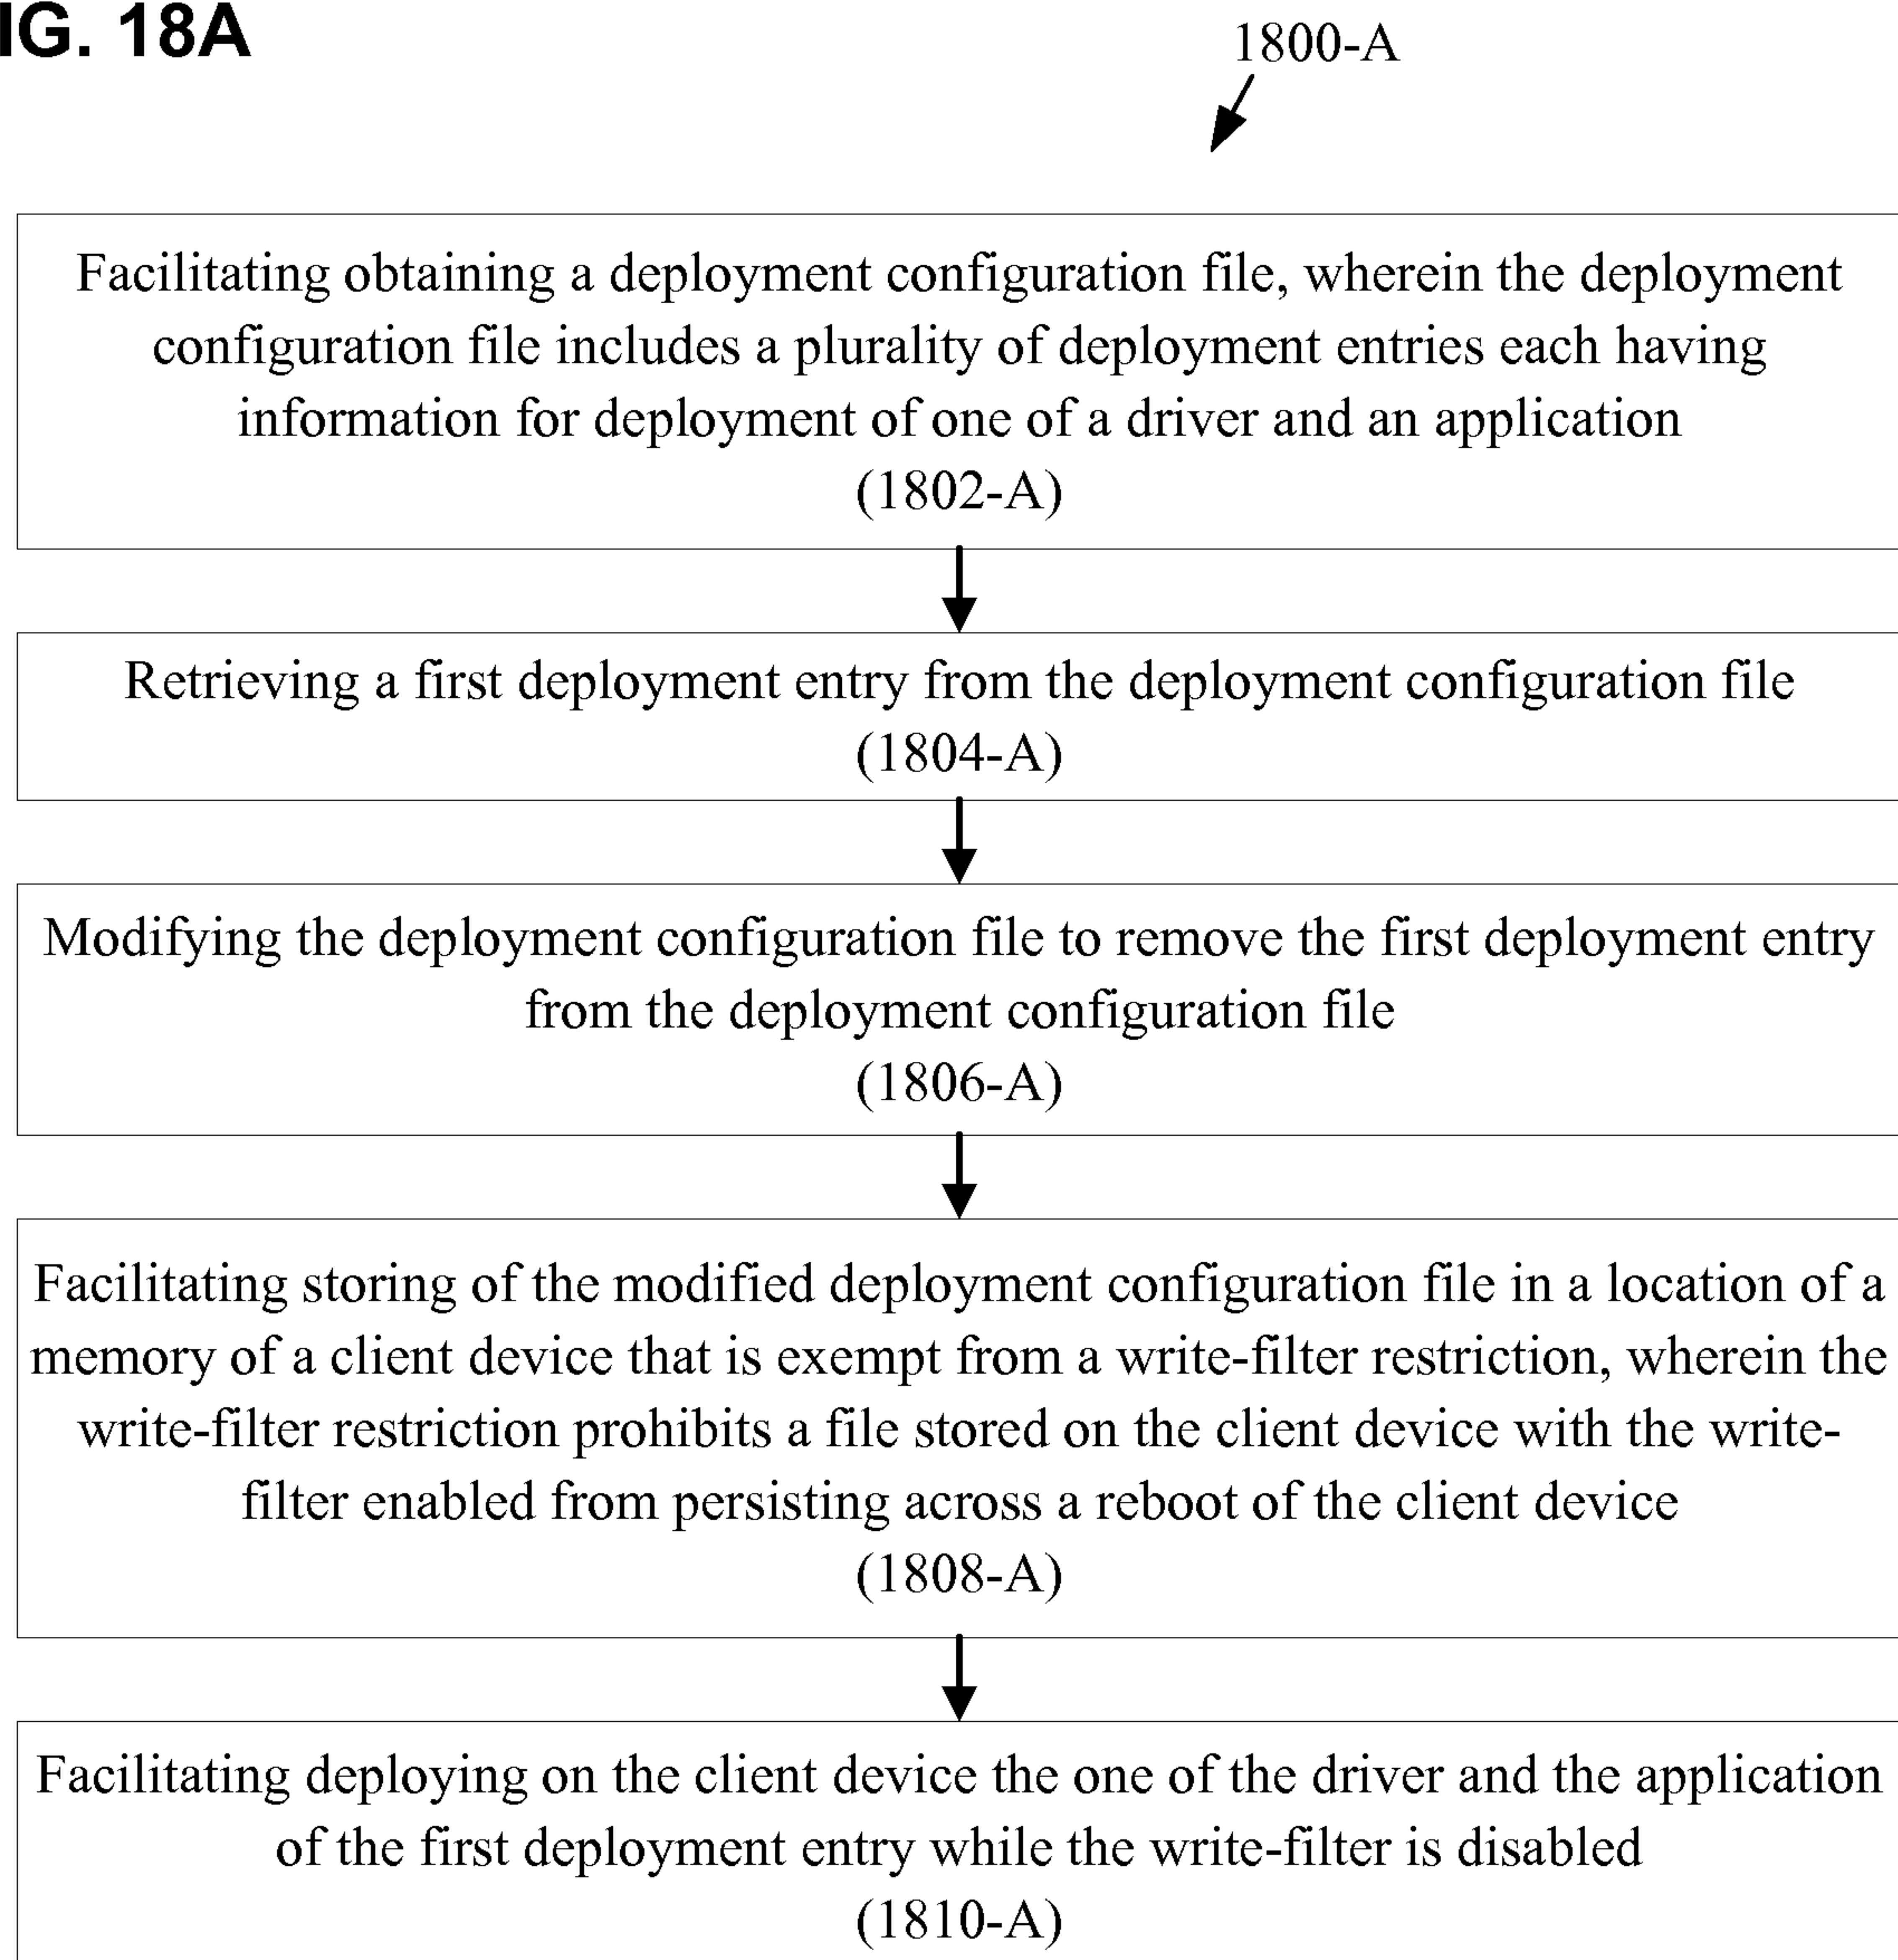 IG. 18A
1800-A
Facilitating obtaining a deployment configuration file, wherein the deployment
configuration file includes a plurality of deployment entries each having
information for deployment of one of a driver and an application
(1802-A)
Retrieving a first deployment entry from the deployment configuration file
(1804-A)
Modifying the deployment configuration file to remove the first deployment entry
from the deployment configuration file
(1806-A)
Facilitating storing of the modified deployment configuration file in a location of a
memory of a client device that is exempt from a write-filter restriction, wherein the
write-filter restriction prohibits a file stored on the client device with the write-
filter enabled from persisting across a reboot of the client device
(1808-A)
Facilitating deploying on the client device the one of the driver and the application
of the first deployment entry while the write-filter is disabled
(1810-A)